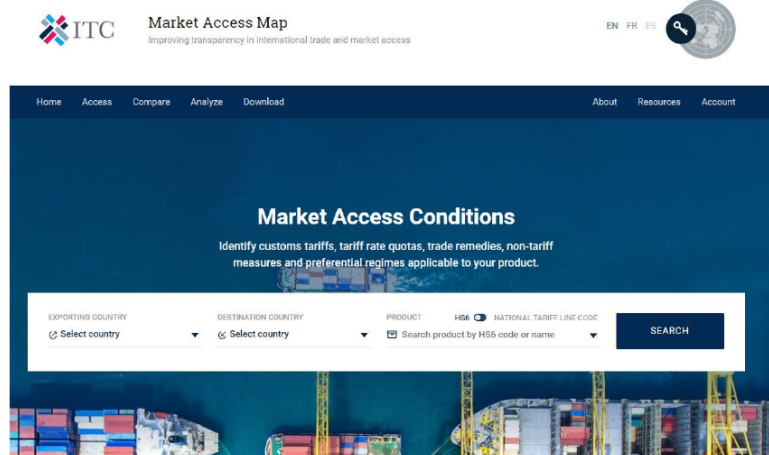 ITC
Market Access Map
Improving transparency in international trade and market access
EN FR ES
Home Access Compare Analyze Download About Resources Account
Market Access Conditions
Identify customs tariffs, tariff rate quotas, trade remedies, non-tariff
measures and preferential regimes applicable to your product.
EXPORTING COUNTRY
Select country
DESTINATION COUNTRY
Select country
PRODUCT HS6 NATIONAL TARIFF LINE CODE
Search product by HS6 code or name
SEARCH